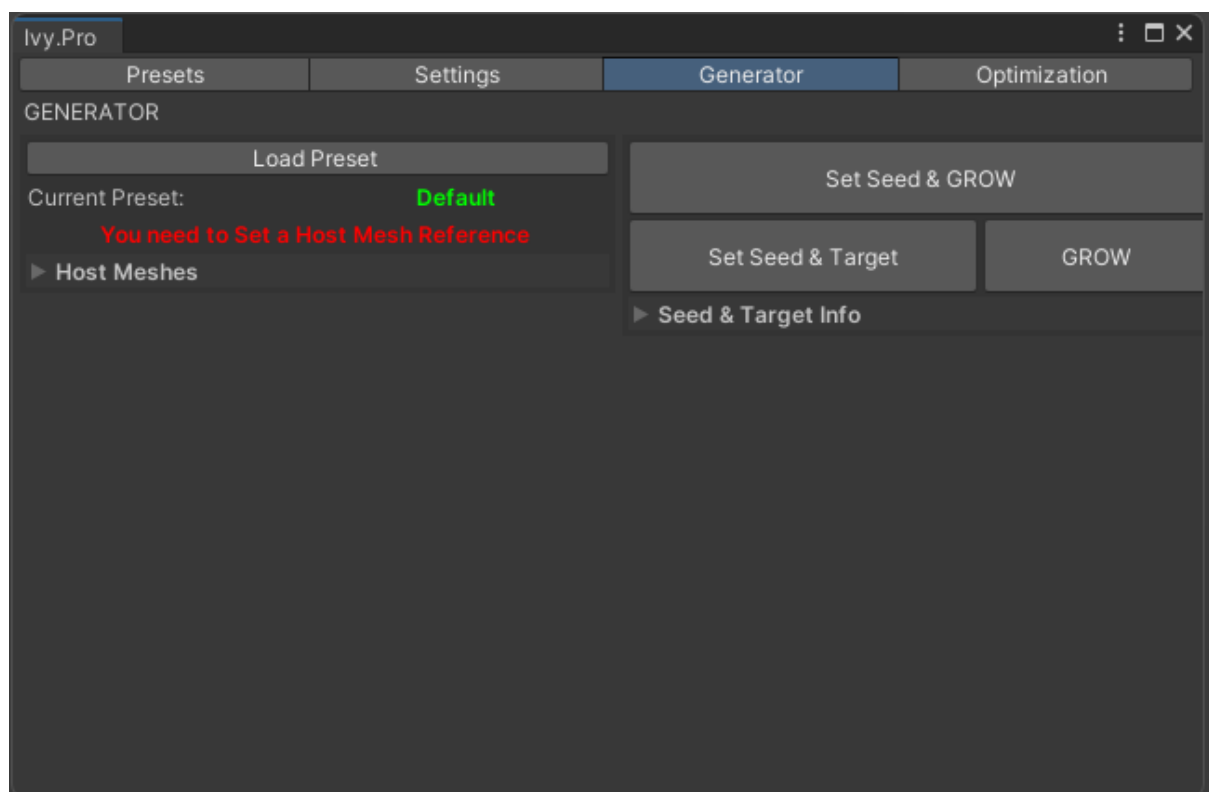 Ivy.Pro
Presets Settings Generator Optimization
GENERATOR
Load Preset
Current Preset: Default
You need to Set a Host Mesh Reference
Host Meshes
Set Seed & GROW
Set Seed & Target GROW
Seed & Target Info